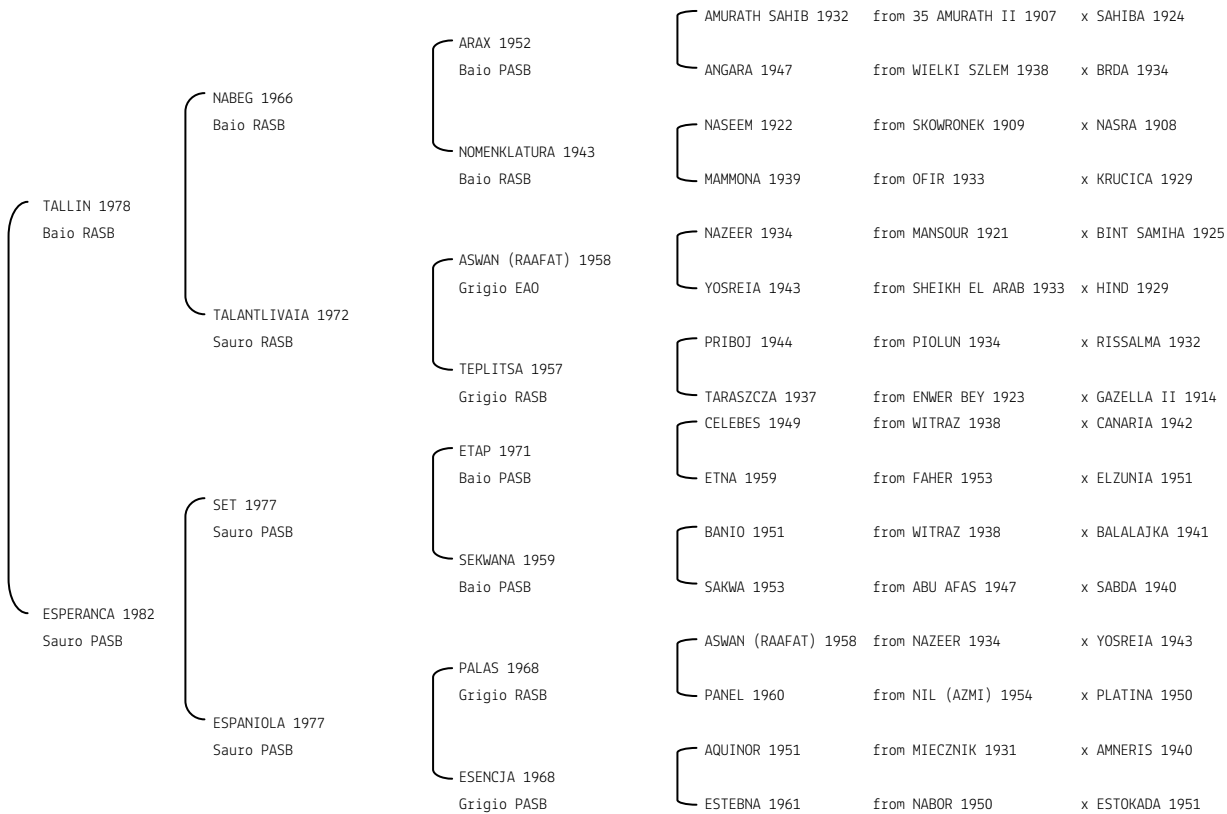 AMURATH SAHIB 1932 from 35 AMURATH II 1907 x SAHIBA 1924
ARAX 1952
Baio PASB
ANGARA 1947 from WIELKI SZLEM 1938 x BRDA 1934
NABEG 1966
Baio RASB
NASEEM 1922 from SKOWRONEK 1909 x NASRA 1908
NOMENKLATURA 1943
Baio RASB
MAMMONA 1939 from OFIR 1933 x KRUCICA 1929
TALLIN 1978
Baio RASB
NAZEER 1934 from MANSOUR 1921 x BINT SAMIHA 1925
ASWAN (RAAFAT) 1958
Grigio EAO
YOSREIA 1943 from SHEIKH EL ARAB 1933 x HIND 1929
TALANTLIVAIA 1972
Sauro RASB
PRIBOJ 1944 from PIOLUN 1934 x RISSALMA 1932
TEPLITSA 1957
Grigio RASB
TARASZCZA 1937 from ENWER BEY 1923 x GAZELLA II 1914
CELEBES 1949 from WITRAZ 1938 x CANARIA 1942
ETAP 1971
Baio PASB
ETNA 1959 from FAHER 1953 x ELZUNIA 1951
SET 1977
Sauro PASB
BANIO 1951 from WITRAZ 1938 x BALALAJKA 1941
SEKWANA 1959
Baio PASB
SAKWA 1953 from ABU AFAS 1947 x SABDA 1940
ESPERANCA 1982
Sauro PASB
ASWAN (RAAFAT) 1958 from NAZEER 1934 x YOSREIA 1943
PALAS 1968
Grigio RASB
PANEL 1960 from NIL (AZMI) 1954 x PLATINA 1950
ESPANIOLA 1977
Sauro PASB
AQUINOR 1951 from MIECZNIK 1931 x AMNERIS 1940
ESENCJA 1968
Grigio PASB
ESTEBNA 1961 from NABOR 1950 x ESTOKADA 1951